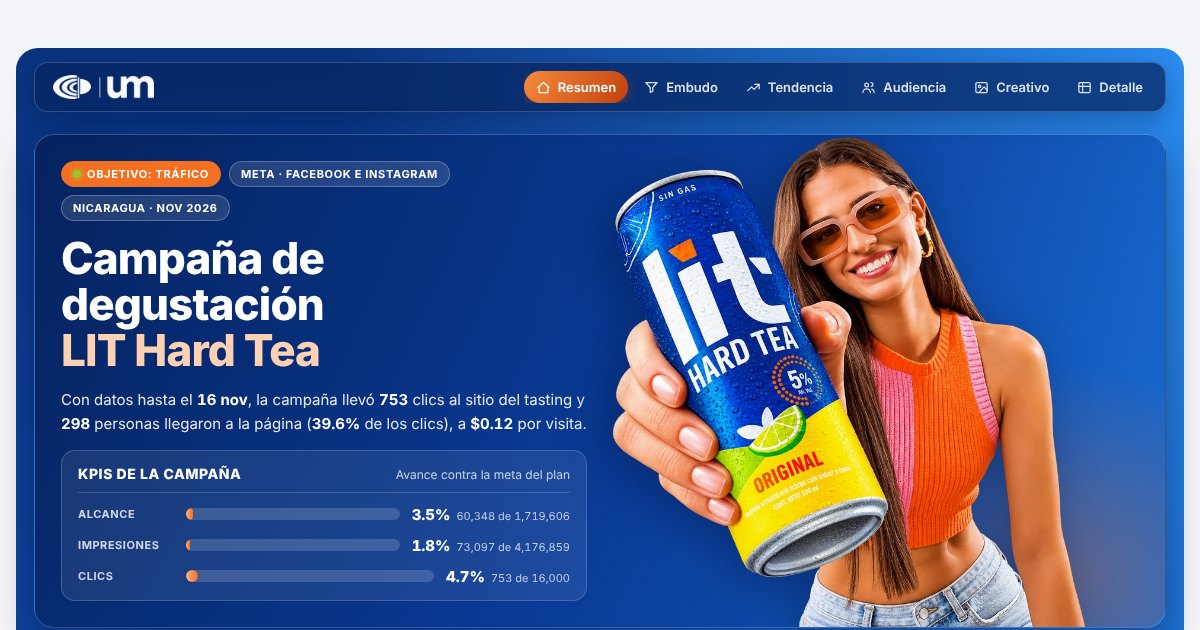 um
Resumen
Embudo
Tendencia
Audiencia
Creativo
Detalle
OBJETIVO: TRÁFICO
META · FACEBOOK E INSTAGRAM
NICARAGUA · NOV 2026
Campaña de
degustación
LIT Hard Tea
Con datos hasta el 16 nov, la campaña llevó 753 clics al sitio del tasting y
298 personas llegaron a la página (39.6% de los clics), a $0.12 por visita.
KPIS DE LA CAMPAÑA
Avance contra la meta del plan
ALCANCE
3.5% 60,348 de 1,719,606
IMPRESIONES
1.8% 73,097 de 4,176,859
CLICS
4.7% 753 de 16,000
SIN GAS
lit
HARD TEA
5%
Alc. Vol.
ORIGINAL